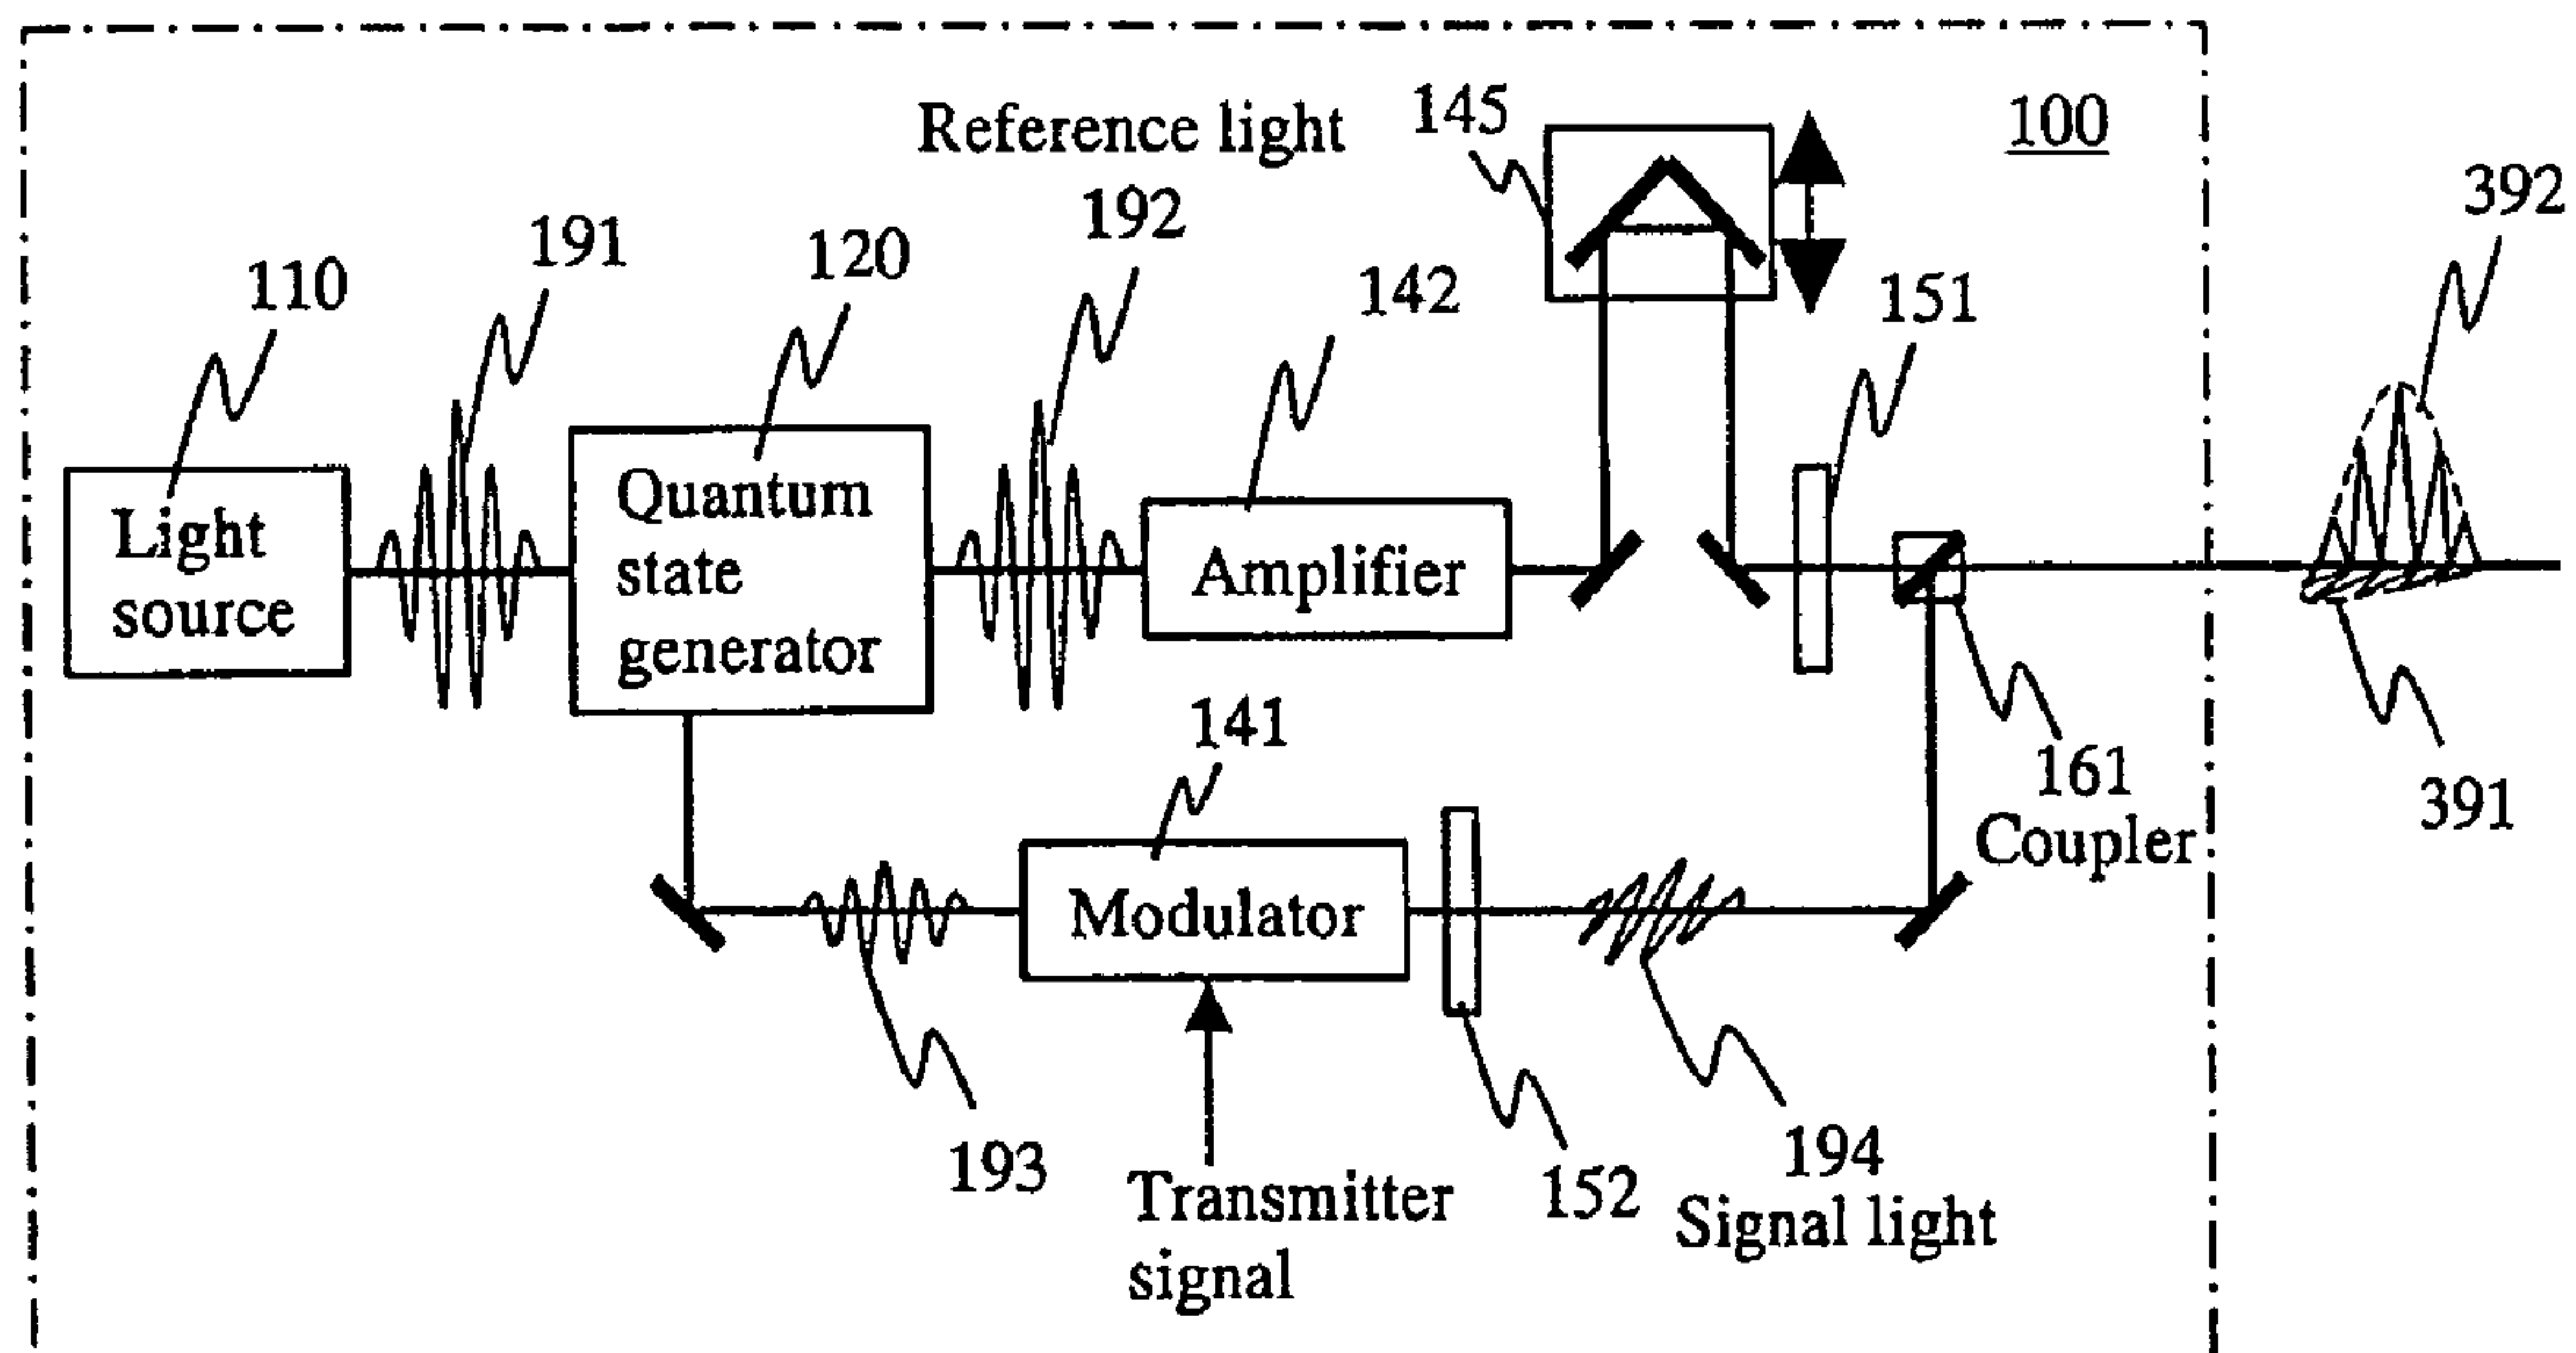 100
Reference light
192
145
392
191
120
110
142
151
Light
source
Quantum
state
generator
Amplifier
141
161
Coupler
391
Modulator
193
Transmitter
signal
152
194
Signal light